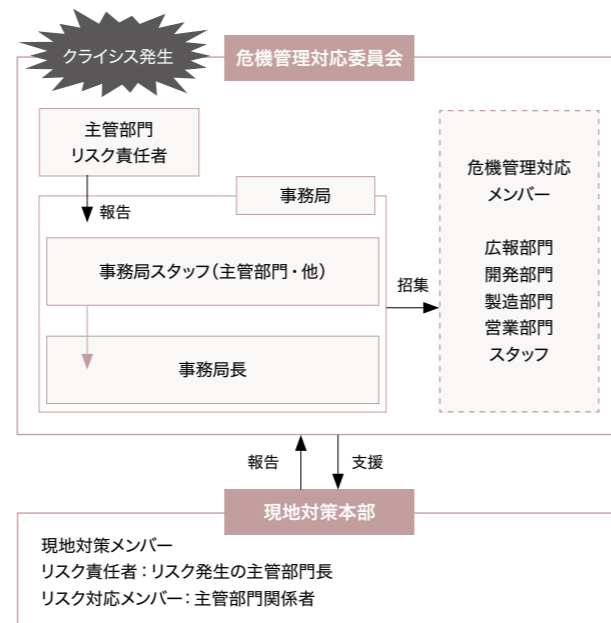 クライシス発生
危機管理対応委員会
主管部門
リスク責任者
報告
事務局
事務局スタッフ（主管部門・他）
事務局長
招集
危機管理対応
メンバー
広報部門
開発部門
製造部門
営業部門
スタッフ
報告
支援
現地対策本部
現地対策メンバー
リスク責任者：リスク発生の主管部門長
リスク対応メンバー：主管部門関係者